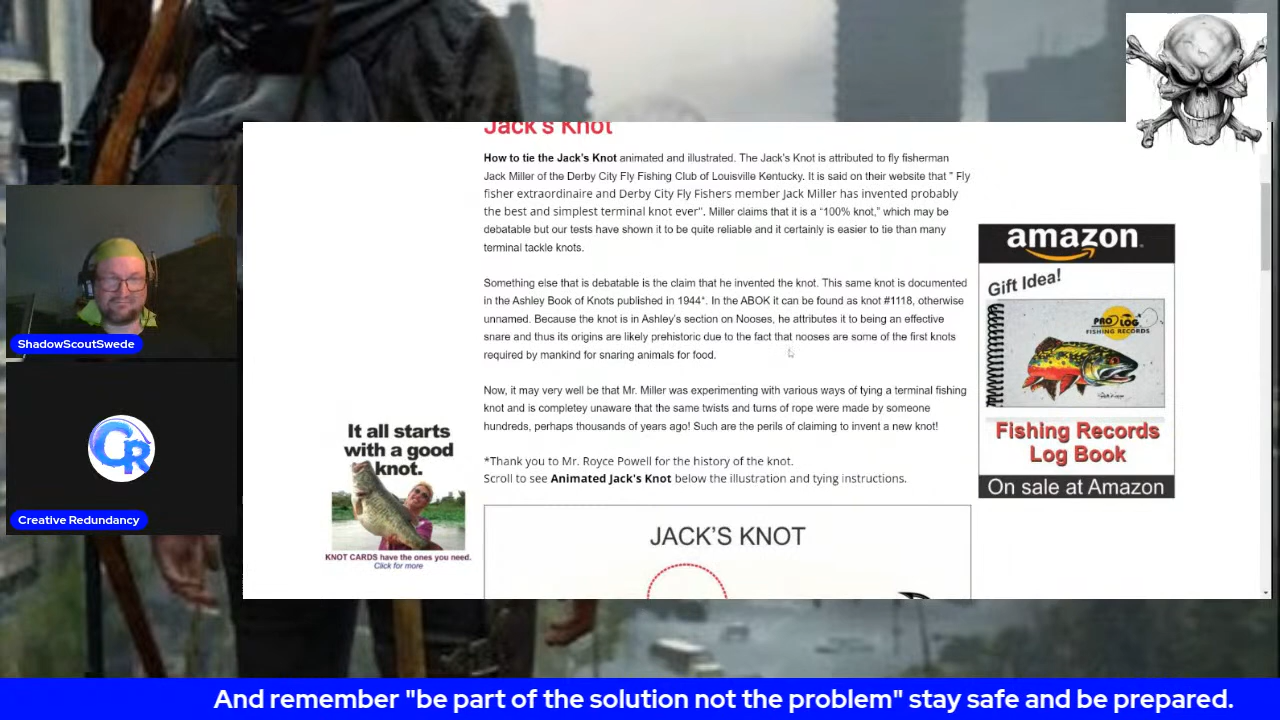 Jack's Knot
How to tie the Jack's Knot animated and illustrated. The Jack's Knot is attributed to fly fisherman
Jack Miller of the Derby City Fly Fishing Club of Louisville Kentucky. It is said on their website that " Fly
fisher extraordinaire and Derby City Fly Fishers member Jack Miller has invented probably
the best and simplest terminal knot ever". Miller claims that it is a "100% knot," which may be
debatable but our tests have shown it to be quite reliable and it certainly is easier to tie than many
terminal tackle knots.
Something else that is debatable is the claim that he invented the knot. This same knot is documented
in the Ashley Book of Knots published in 1944*. In the ABOK it can be found as knot #1118, otherwise
unnamed. Because the knot is in Ashley's section on Nooses, he attributes it to being an effective
snare and thus its origins are likely prehistoric due to the fact that nooses are some of the first knots
required by mankind for snaring animals for food.
Now, it may very well be that Mr. Miller was experimenting with various ways of tying a terminal fishing
knot and is completey unaware that the same twists and turns of rope were made by someone
hundreds, perhaps thousands of years ago! Such are the perils of claiming to invent a new knot!
*Thank you to Mr. Royce Powell for the history of the knot.
Scroll to see Animated Jack's Knot below the illustration and tying instructions.
JACK'S KNOT
It all starts
with a good
knot.
KNOT CARDS have the ones you need.
Click for more
amazon
Gift Idea!
PRO LOG
FISHING RECORDS
Fishing Records
Log Book
On sale at Amazon
ShadowScoutSwede
CR
Creative Redundancy
And remember "be part of the solution not the problem" stay safe and be prepared.